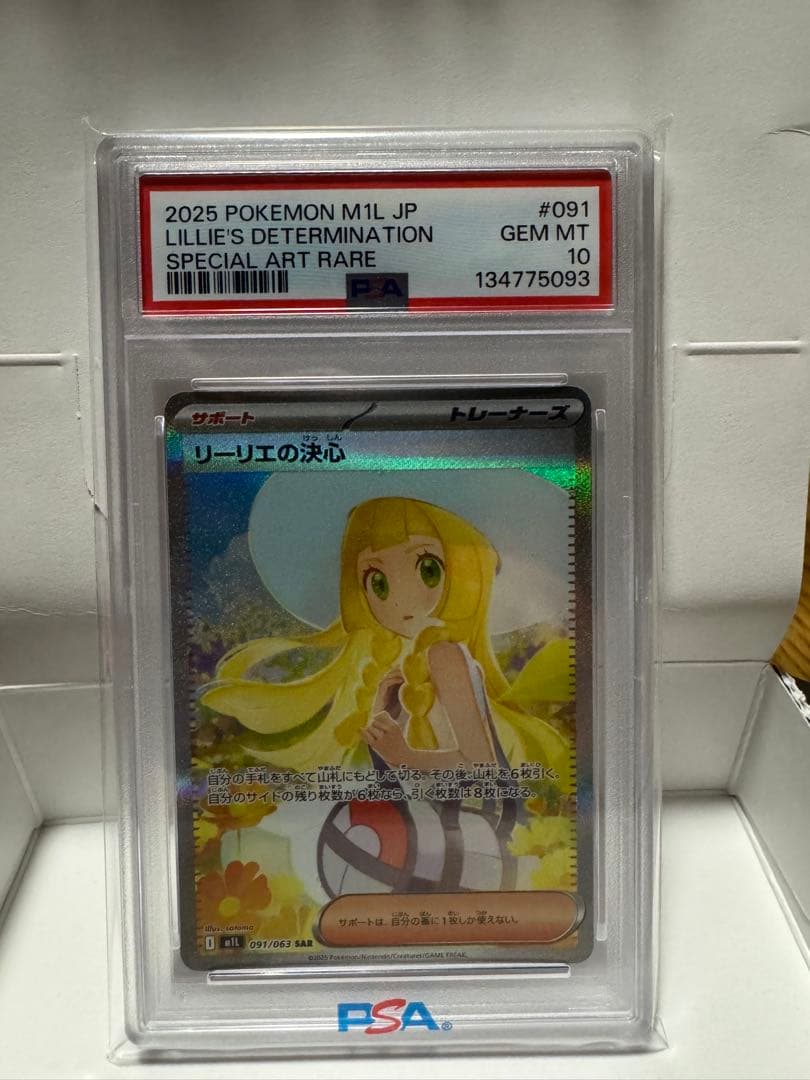 2025 POKEMON M1L JP #091
LILLIE'S DETERMINATION GEM MT
SPECIAL ART RARE 10
PSA 134775093
サポート トレーナーズ
けっ しん
リーリエの決心
自分の手札をすべて山札にもどして切る。その後、山札を6枚引く。
自分のサイドの残り枚数が6枚なら、引く枚数は8枚になる。
サポートは、自分の番に1枚しか使えない。
illus. satoma
I m1L 091/063 SAR
©2025 Pokémon/Nintendo/Creatures/GAME FREAK.
PSA®